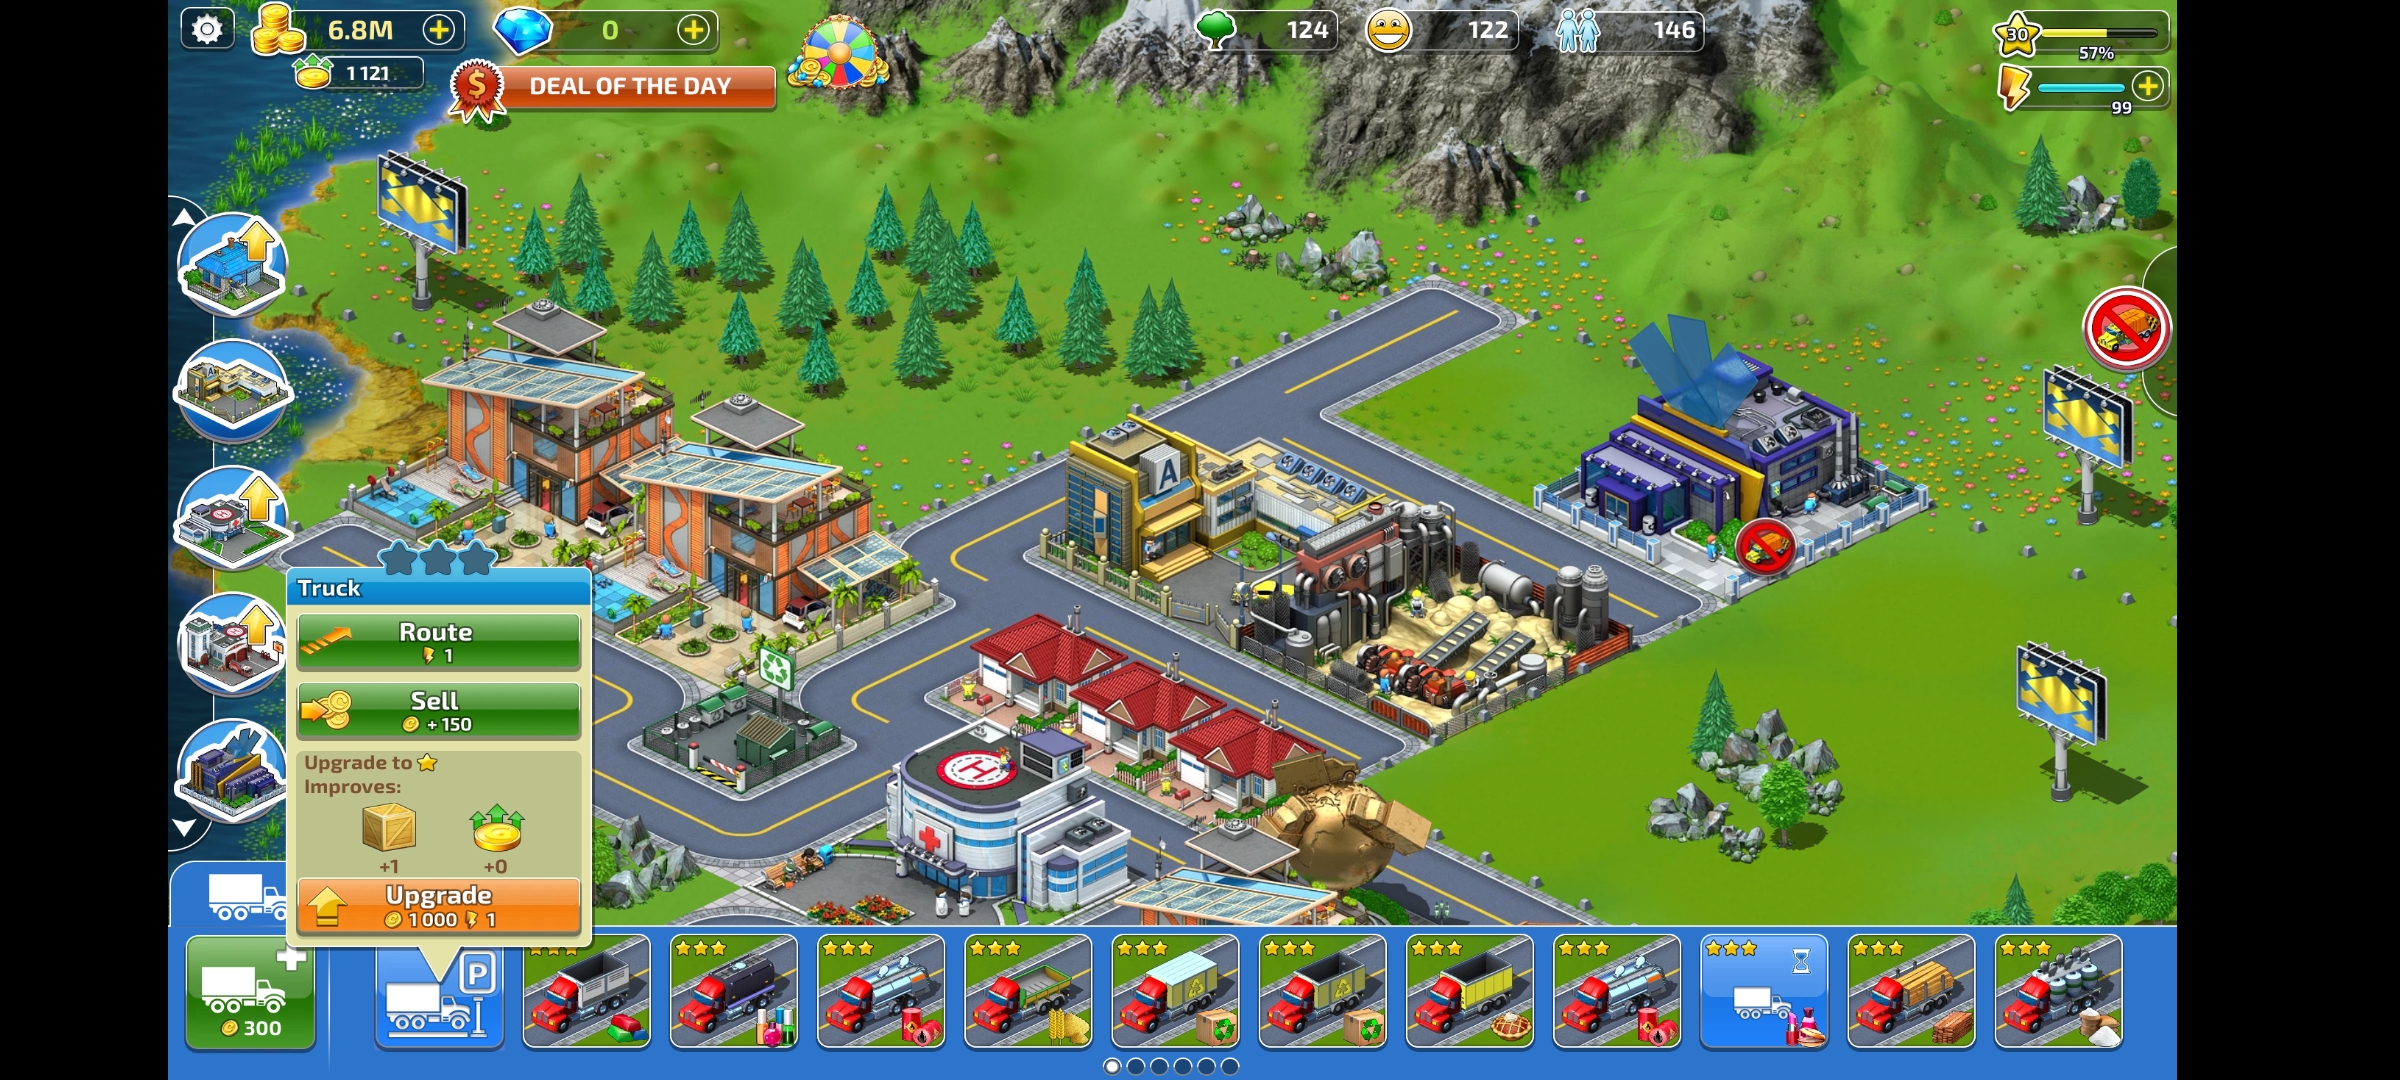 6.8M
0
124
122
146
30
57%
1 121
DEAL OF THE DAY
99
A
H
Truck
Route
1
Sell
+ 150
Upgrade to
Improves:
+1
+0
Upgrade
1 000 1
300
P